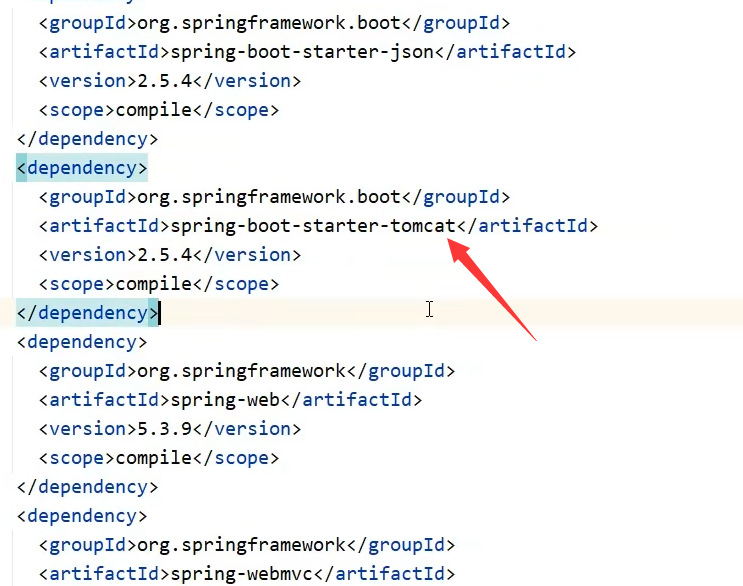 <groupId>org.springframework.boot</groupId>
<artifactId>spring-boot-starter-json</artifactId>
<version>2.5.4</version>
<scope>compile</scope>
</dependency>
<dependency>
<groupId>org.springframework.boot</groupId>
<artifactId>spring-boot-starter-tomcat</artifactId>
<version>2.5.4</version>
<scope>compile</scope>
</dependency>
<dependency>
<groupId>org.springframework</groupId>
<artifactId>spring-web</artifactId>
<version>5.3.9</version>
<scope>compile</scope>
</dependency>
<dependency>
<groupId>org.springframework</groupId>
<artifactId>spring-webmvc</artifactId>